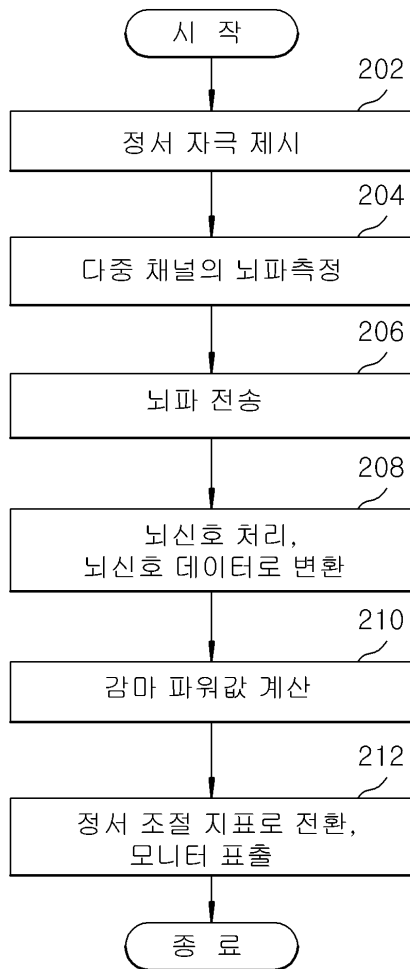 시 작
202
정서 자극 제시
204
다중 채널의 뇌파측정
206
뇌파 전송
208
뇌신호 처리,
뇌신호 데이터로 변환
210
감마 파워값 계산
212
정서 조절 지표로 전환,
모니터 표출
종 료